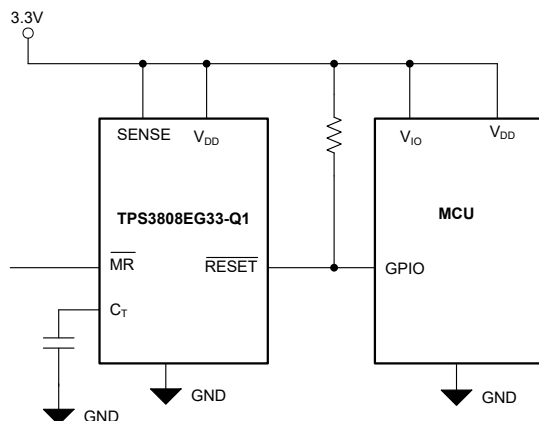 3.3V
SENSE
V_DD
V_IO
V_DD
TPS3808EG33-Q1
MCU
MR
RESET
GPIO
C_T
GND
GND
GND